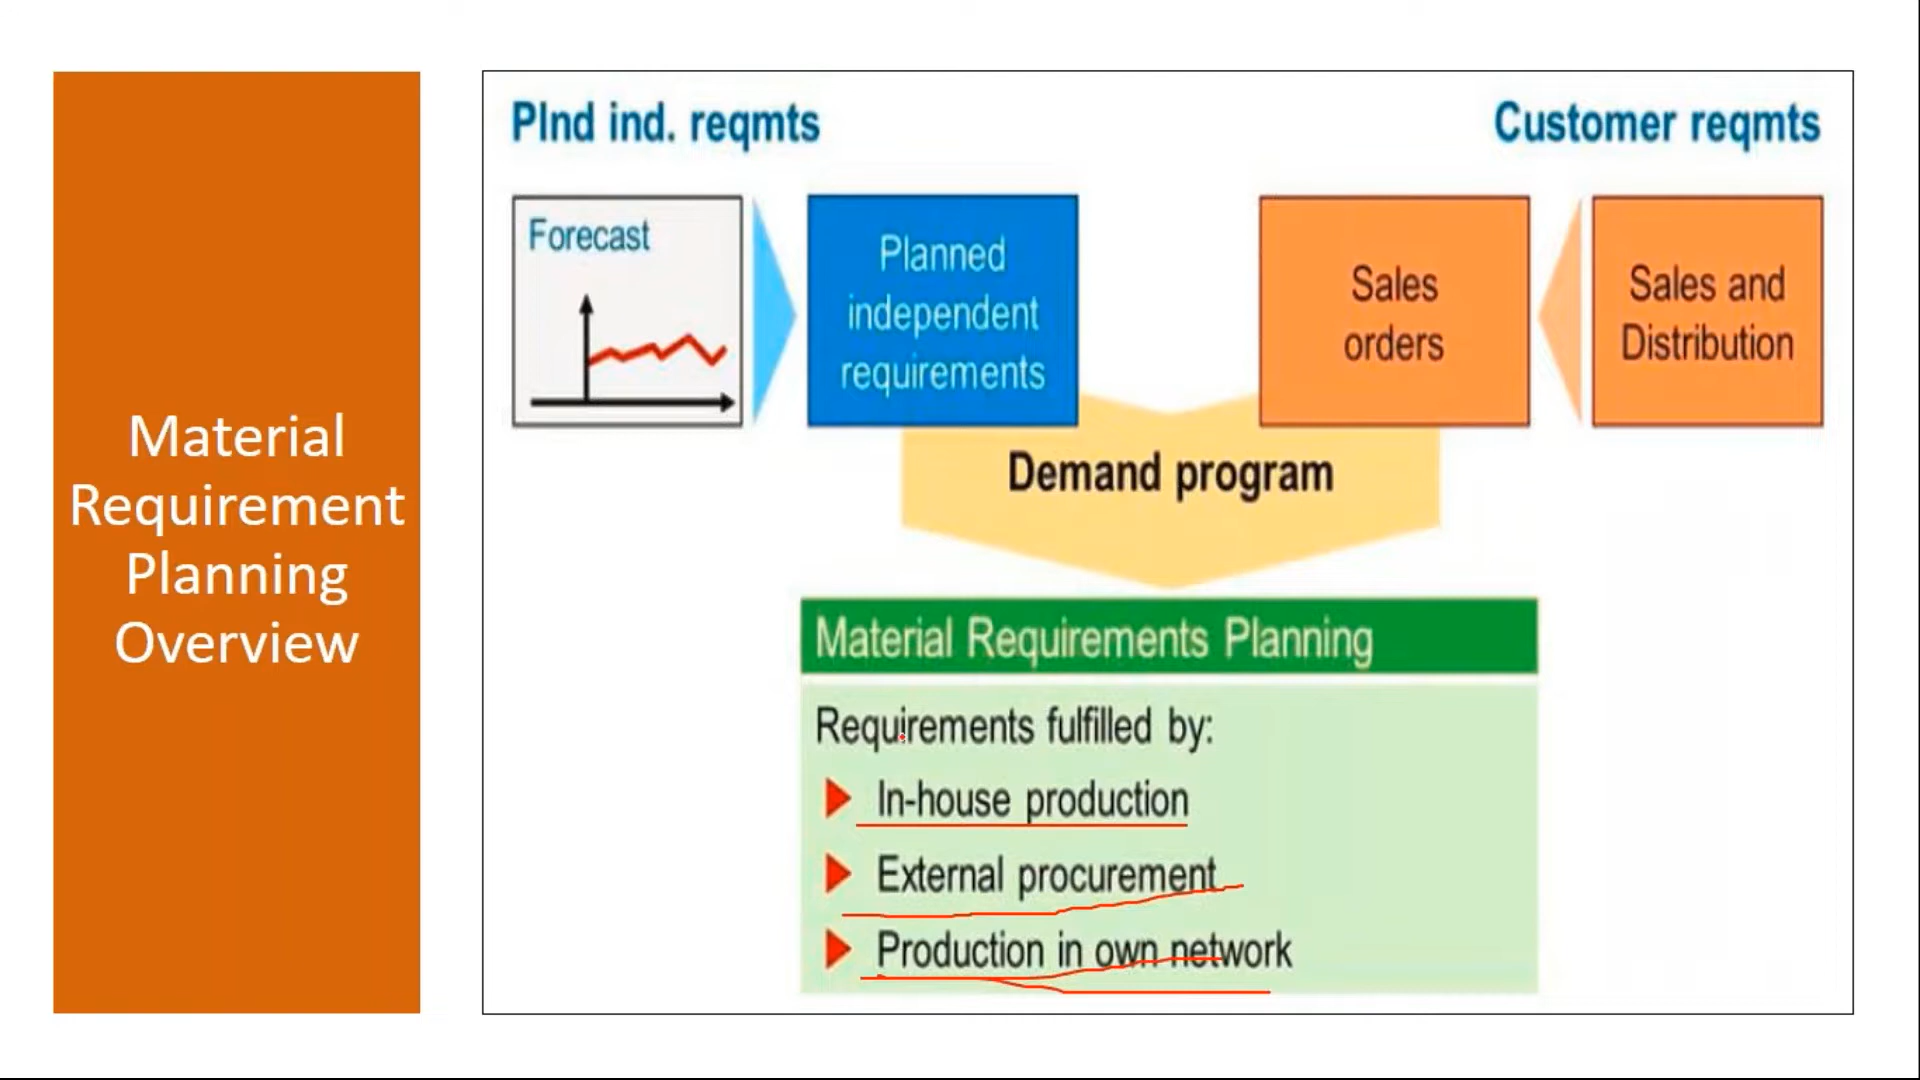 Material
Requirement
Planning
Overview
Plnd ind. reqmts
Customer reqmts
Forecast
Planned
independent
requirements
Sales
orders
Sales and
Distribution
Demand program
Material Requirements Planning
Requirements fulfilled by:
In-house production
External procurement
Production in own network